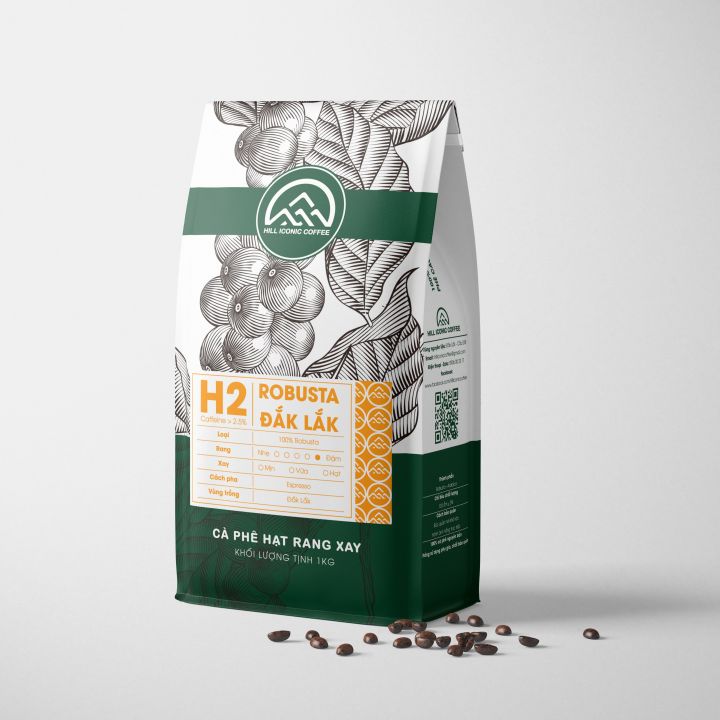 HILL ICONIC COFFEE
H2
Caffeine > 2.5%
ROBUSTA
ĐẮK LẮK
Loại
100% Robusta
Rang
Nhẹ
Đậm
Xay
Mịn
Vừa
Hạt
Cách pha
Espresso
Vùng trồng
Đắk Lắk
CÀ PHÊ HẠT RANG XAY
KHỐI LƯỢNG TỊNH 1KG
HILL ICONIC COFFEE
Thành phần